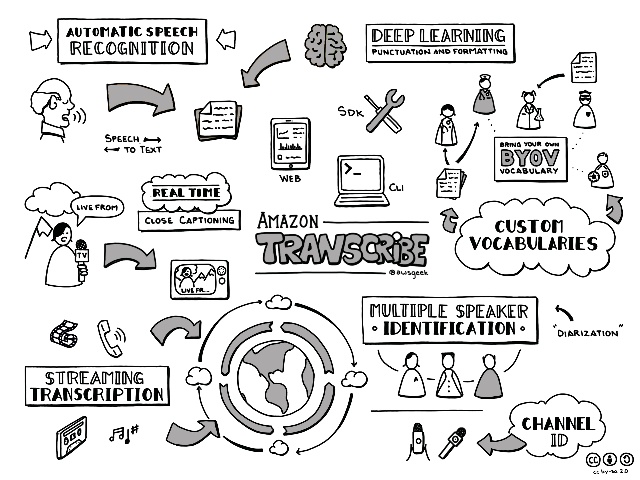 AUTOMATIC SPEECH
RECOGNITION
DEEP LEARNING
PUNCTUATION AND FORMATTING
SPEECH
TO TEXT
WEB
SDK
>_
CLI
BRING YOUR OWN
BYOV
VOCABULARY
CUSTOM
VOCABULARIES
LIVE FROM
TV
REAL TIME
CLOSE CAPTIONING
LIVE FR...
AMAZON
TRANSCRIBE
@awsgeek
STREAMING
TRANSCRIPTION
MULTIPLE SPEAKER
• IDENTIFICATION •
"DIARIZATION"
CHANNEL
ID
cc
cc by-nd 2.0